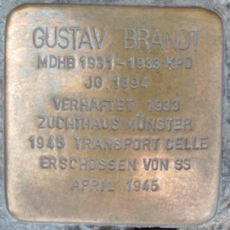 GUSTAV BRANDT
MDHB 1931–1933 KPD
JG. 1894
VERHAFTET 1933
ZUCHTHAUS MÜNSTER
1945 TRANSPORT CELLE
ERSCHOSSEN VON SS
APRIL 1945